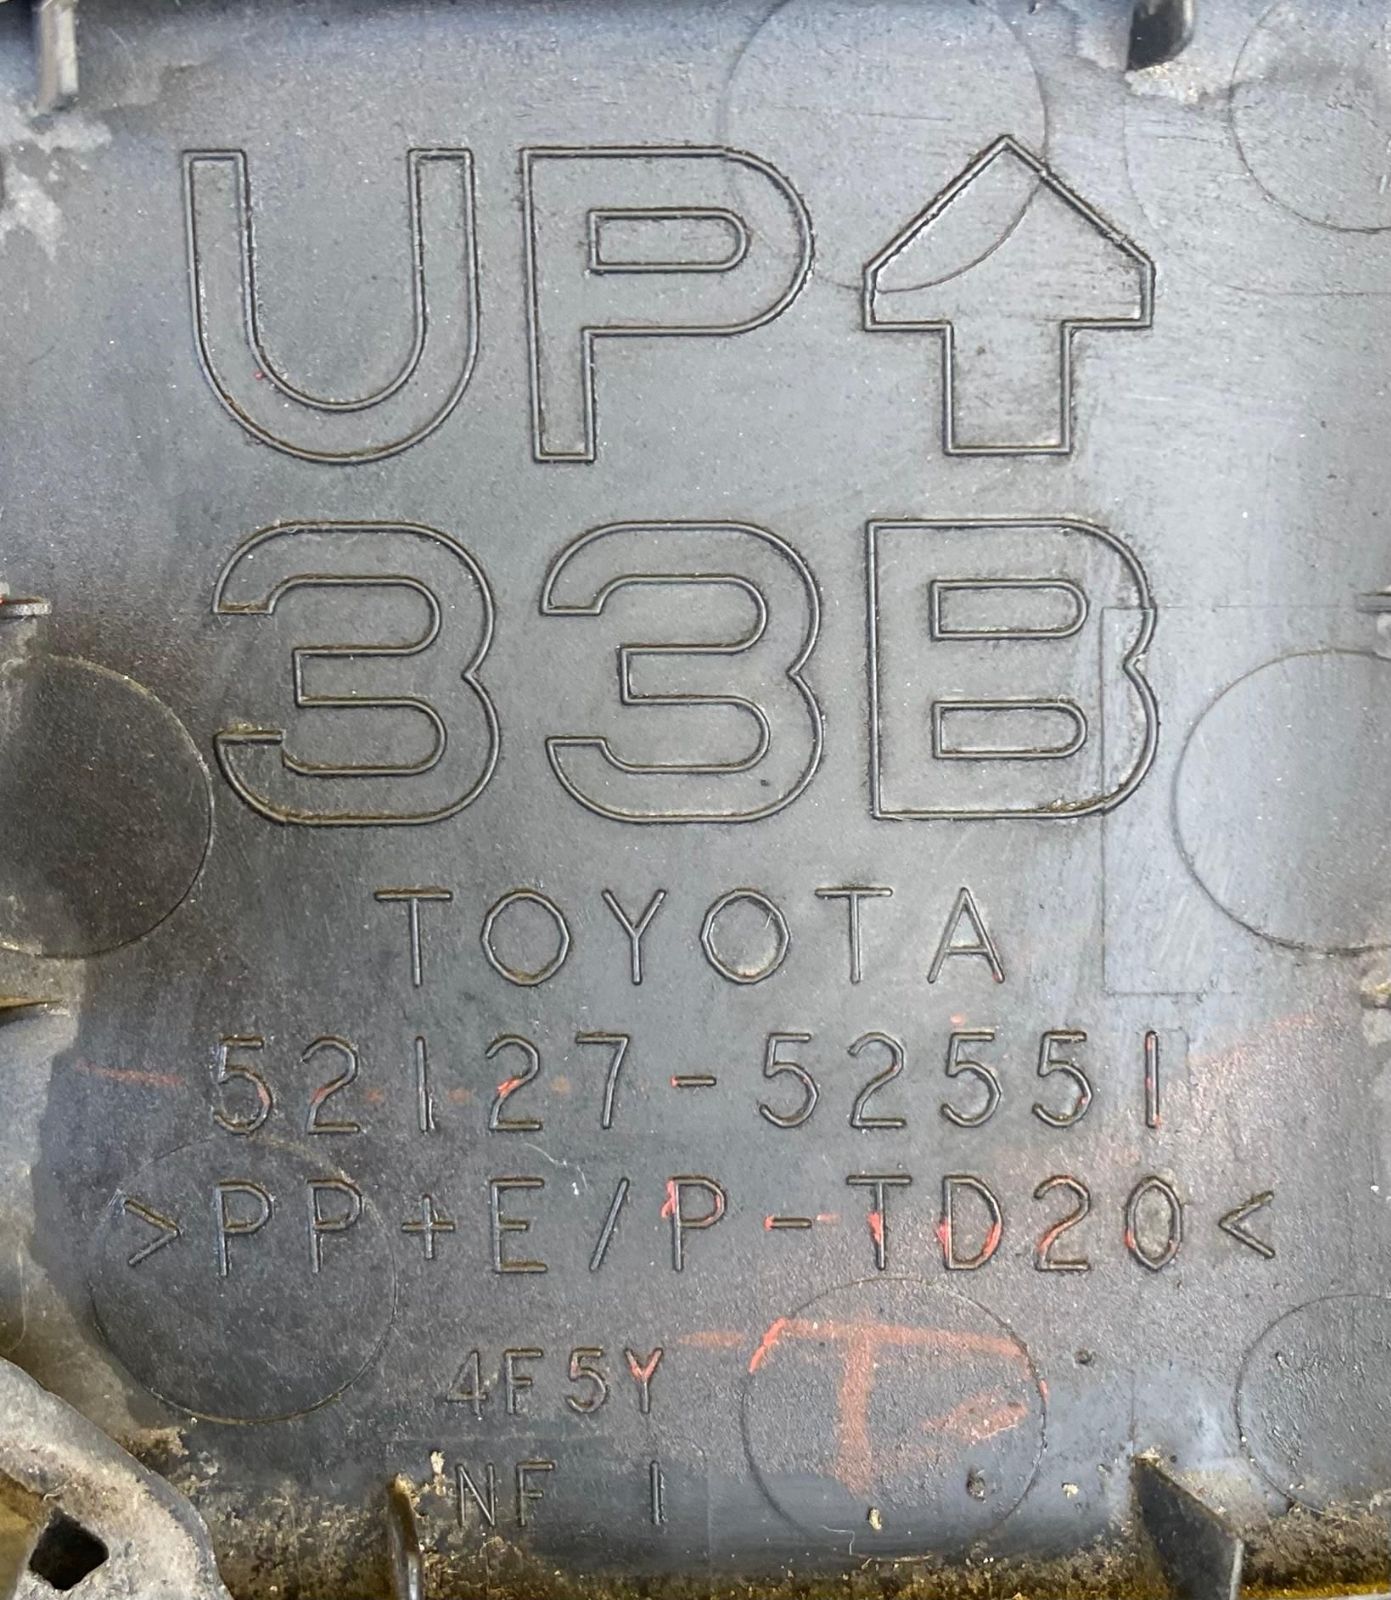 UP
33B
TOYOTA
52127-52551
>PP+E/P-TD20<
4F5Y
NF 1